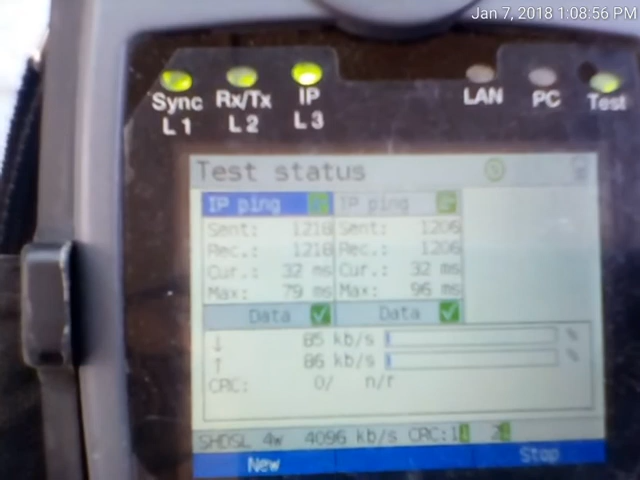 Jan 7, 2018 1:08:56 PM
Sync Rx/Tx IP LAN PC Test
L1 L2 L3
Test status
IP ping IP ping
Sent: 1218 Sent: 1206
Rec.: 1218 Rec.: 1206
Cur.: 32 ms Cur.: 32 ms
Max: 79 ms Max: 96 ms
Data Data
↓ 85 kb/s %
↑ 86 kb/s %
CRC: 0/ n/r
SHDSL 4w 4096 kb/s CRC:1 2
New Stop